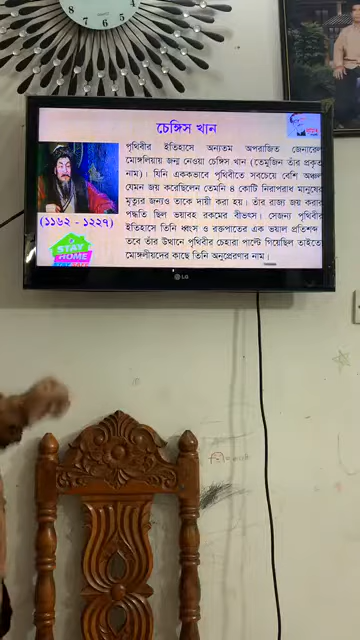 চেঙ্গিস খান
পৃথিবীর ইতিহাসে অন্যতম অপরাজিত জেনারেল
মোঙ্গলিয়ায় জন্ম নেওয়া চেঙ্গিস খান (তেমুজিন তাঁর প্রকৃত
নাম)। যিনি এককভাবে পৃথিবীতে সবচেয়ে বেশি অঞ্চল
যেমন জয় করেছিলেন তেমনি ৪ কোটি নিরাপরাধ মানুষের
মৃত্যুর জন্যও তাকে দায়ী করা হয়। তাঁর রাজ্য জয় করার
পদ্ধতি ছিল ভয়াবহ রকমের বীভৎস। সেজন্য পৃথিবীর
ইতিহাসে তিনি ধ্বংস ও রক্তপাতের এক ভয়াল প্রতিশব্দ
তবে তাঁর উত্থানে পৃথিবীর চেহারা পাল্টে গিয়েছিল তাইতো
মোঙ্গলীয়দের কাছে তিনি অনুপ্রেরণার নাম।
(১১৬২ - ১২২৭)
STAY
HOME
LG